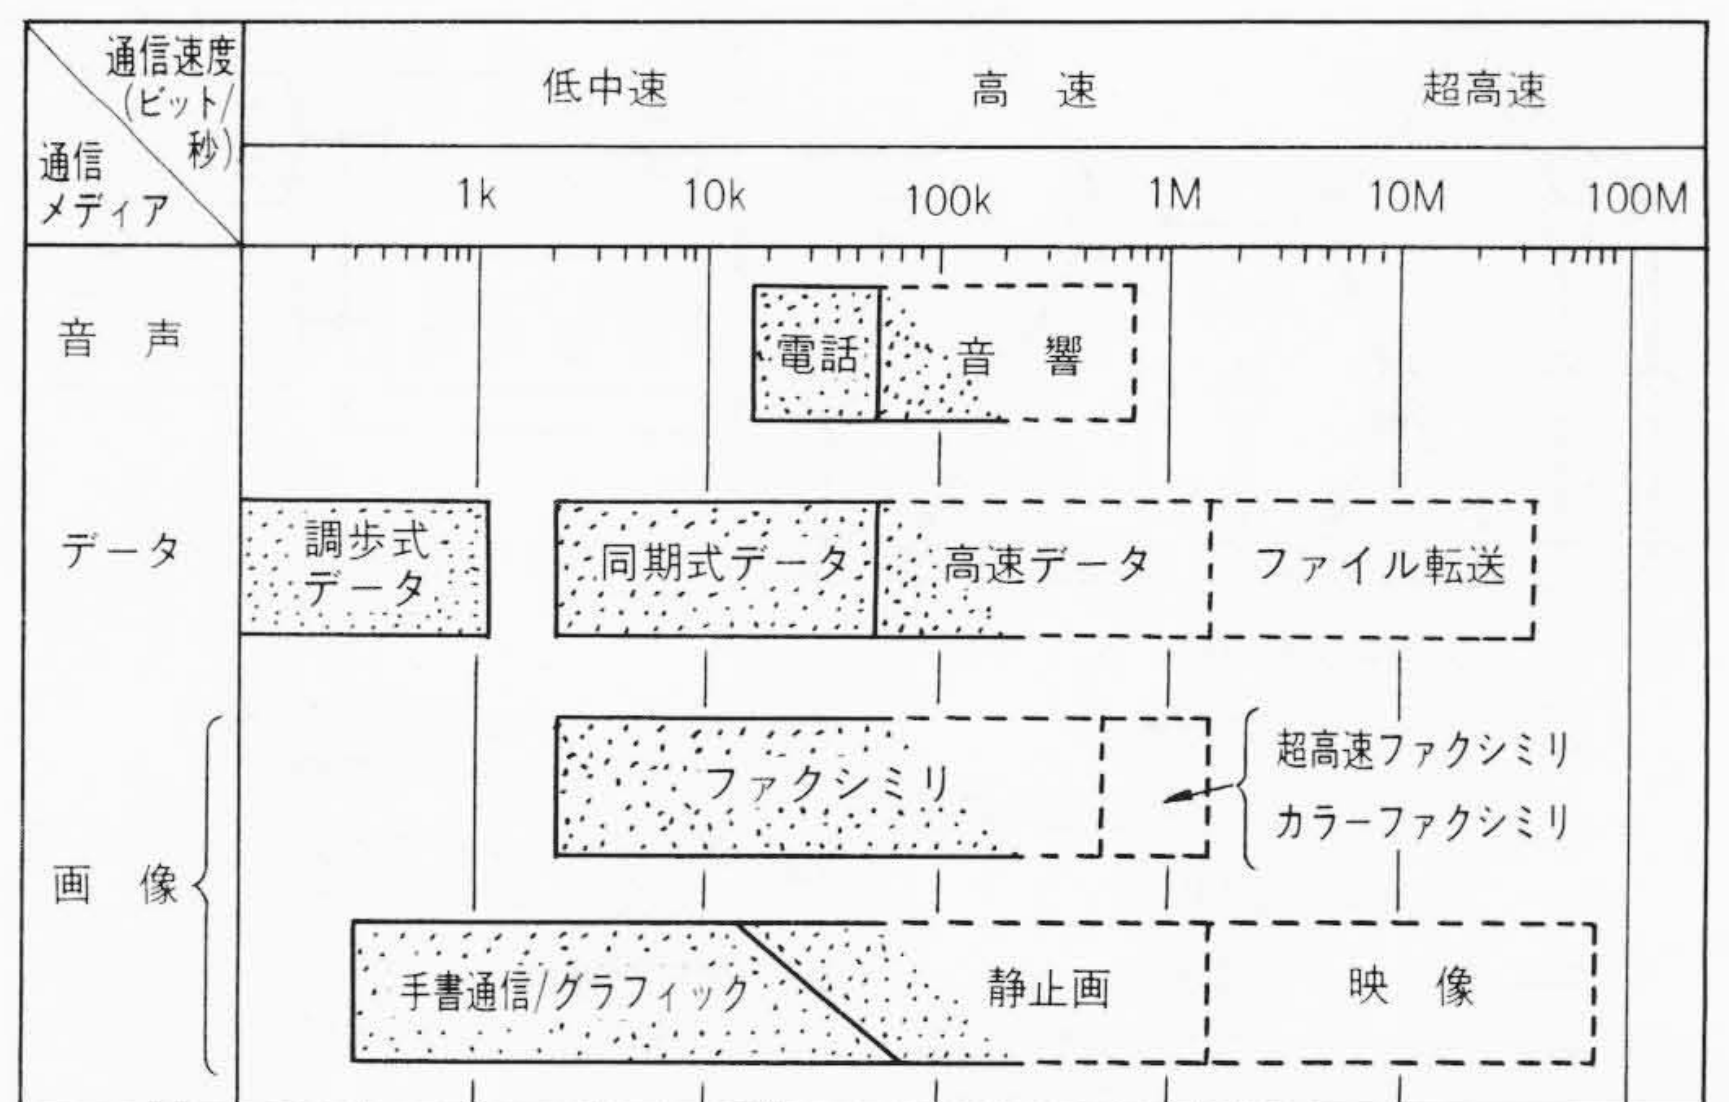 通信速度
(ビット/
秒)
通信
メディア
低中速 高速 超高速
1k 10k 100k 1M 10M 100M
音声
電話 音響
データ
調歩式
データ
同期式データ 高速データ ファイル転送
画像
ファクシミリ
超高速ファクシミリ
カラーファクシミリ
手書通信/グラフィック 静止画 映像